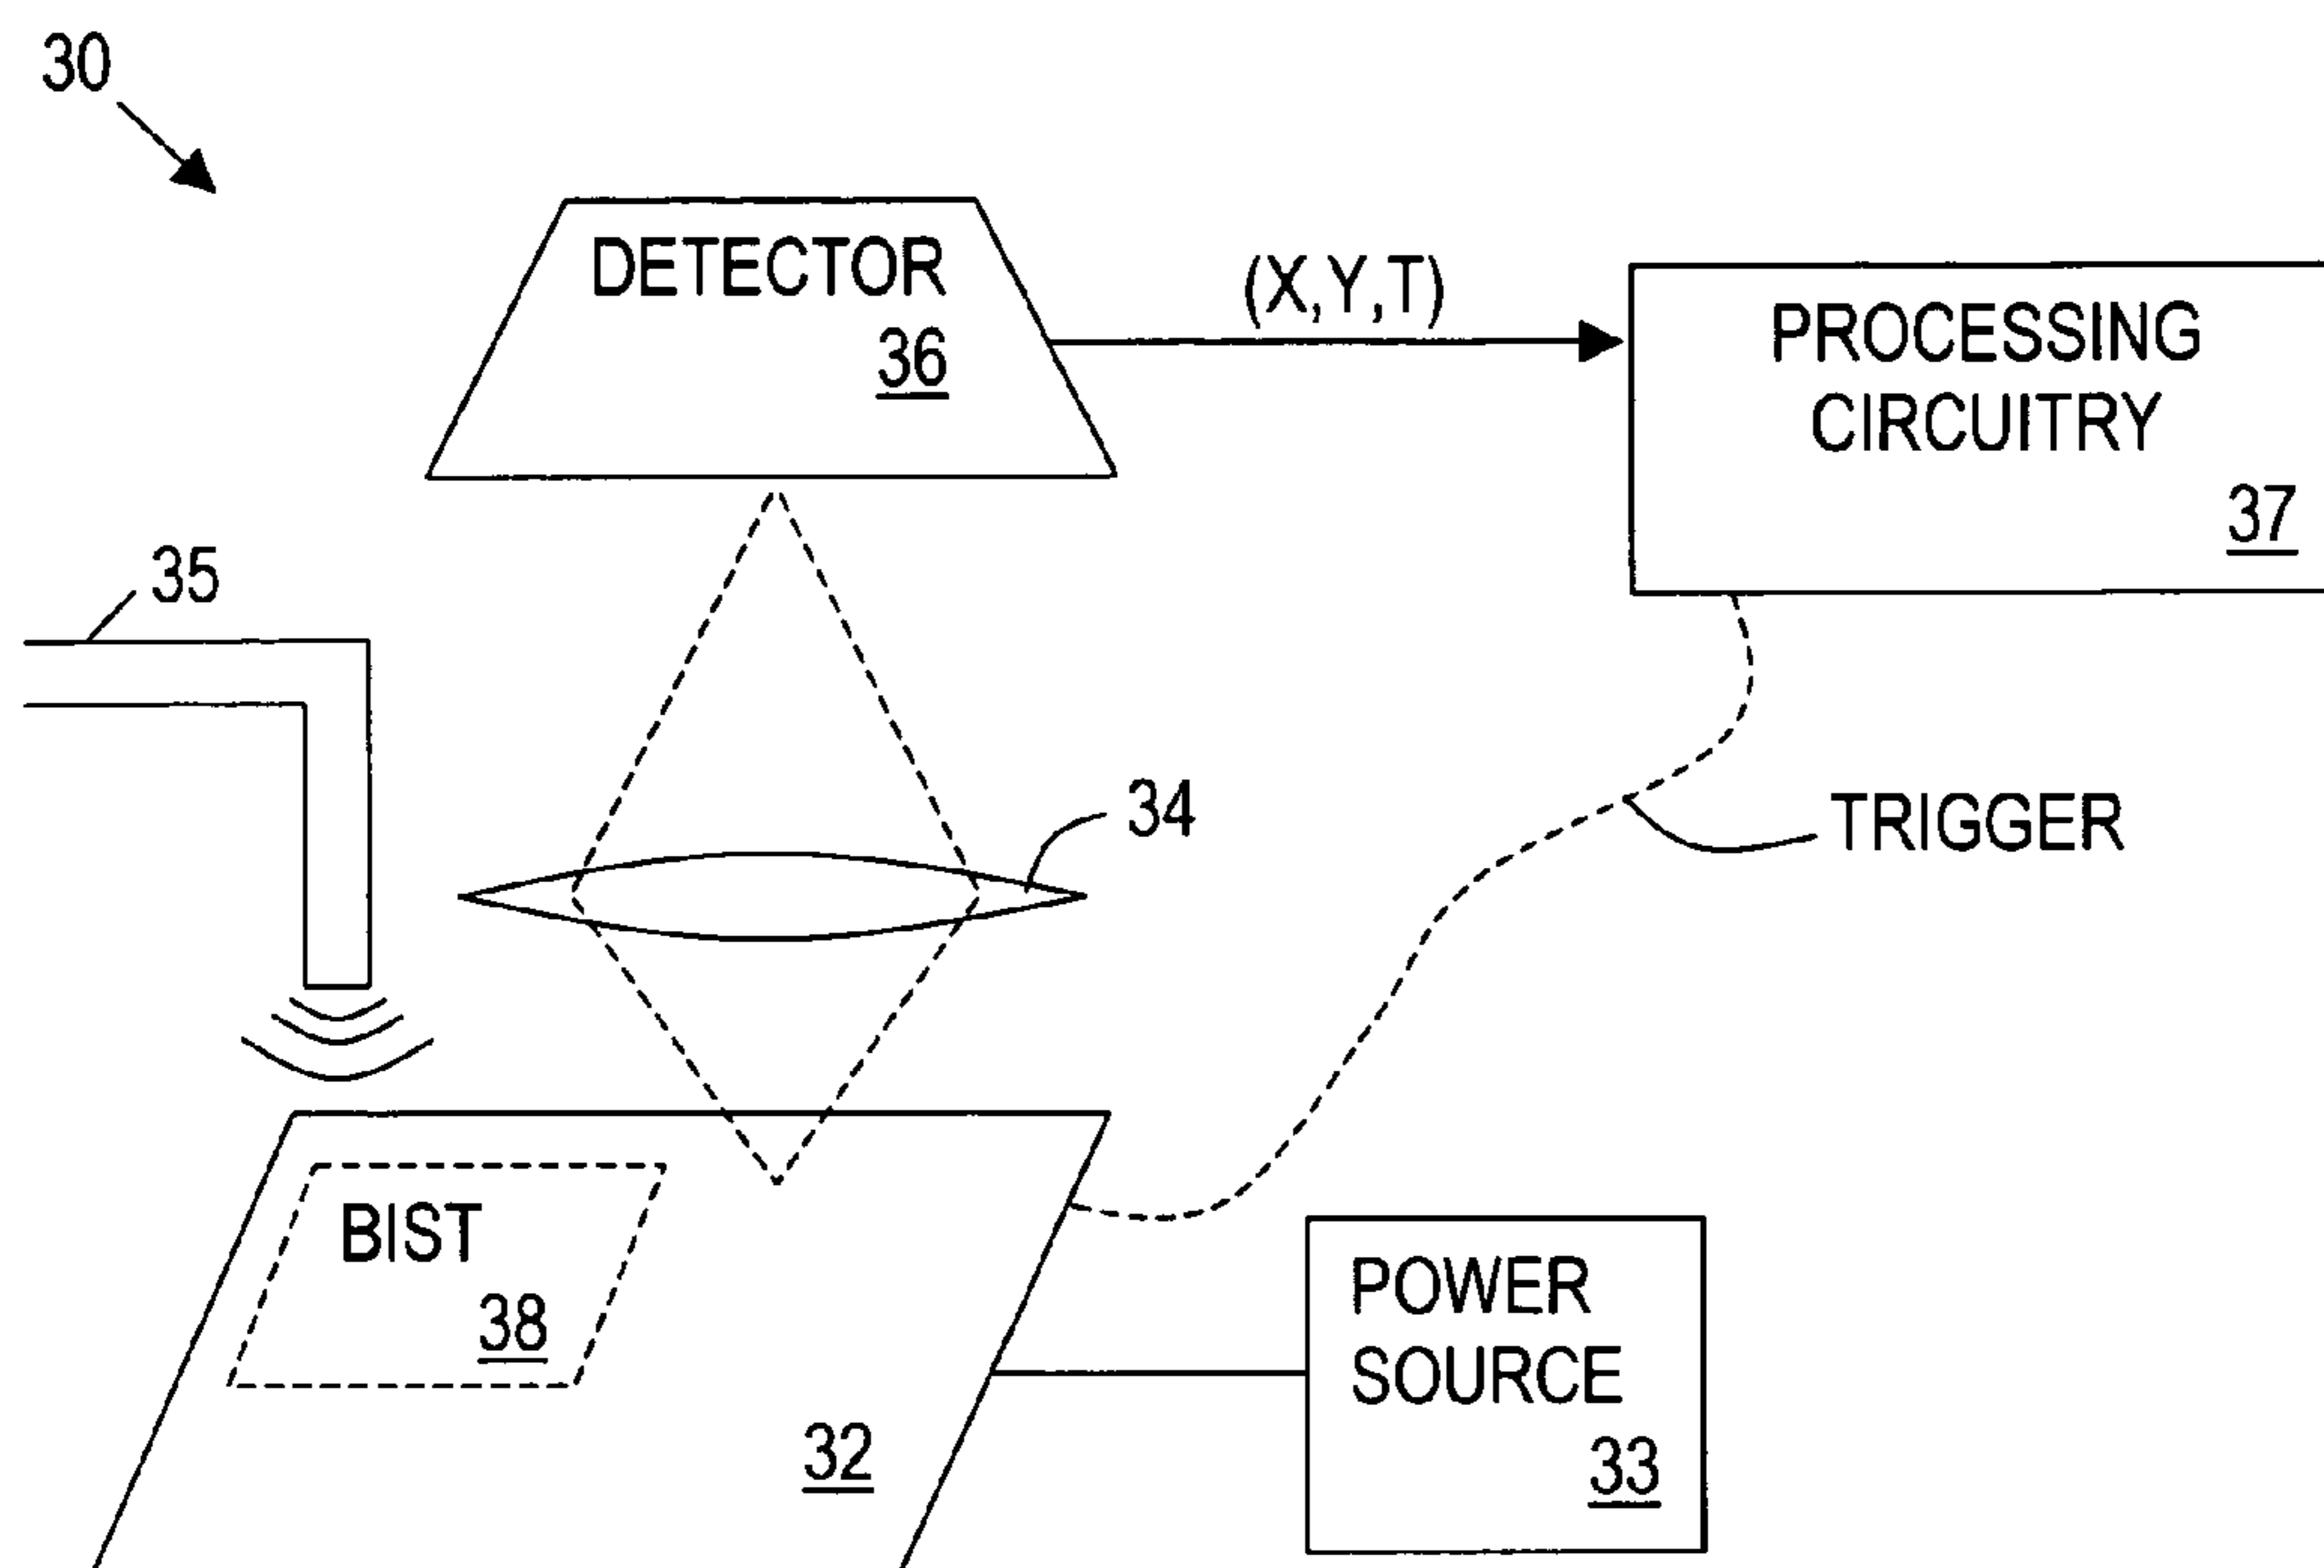 30
DETECTOR
36
(X,Y,T)
PROCESSING
CIRCUITRY
37
35
34
TRIGGER
BIST
38
32
POWER
SOURCE
33